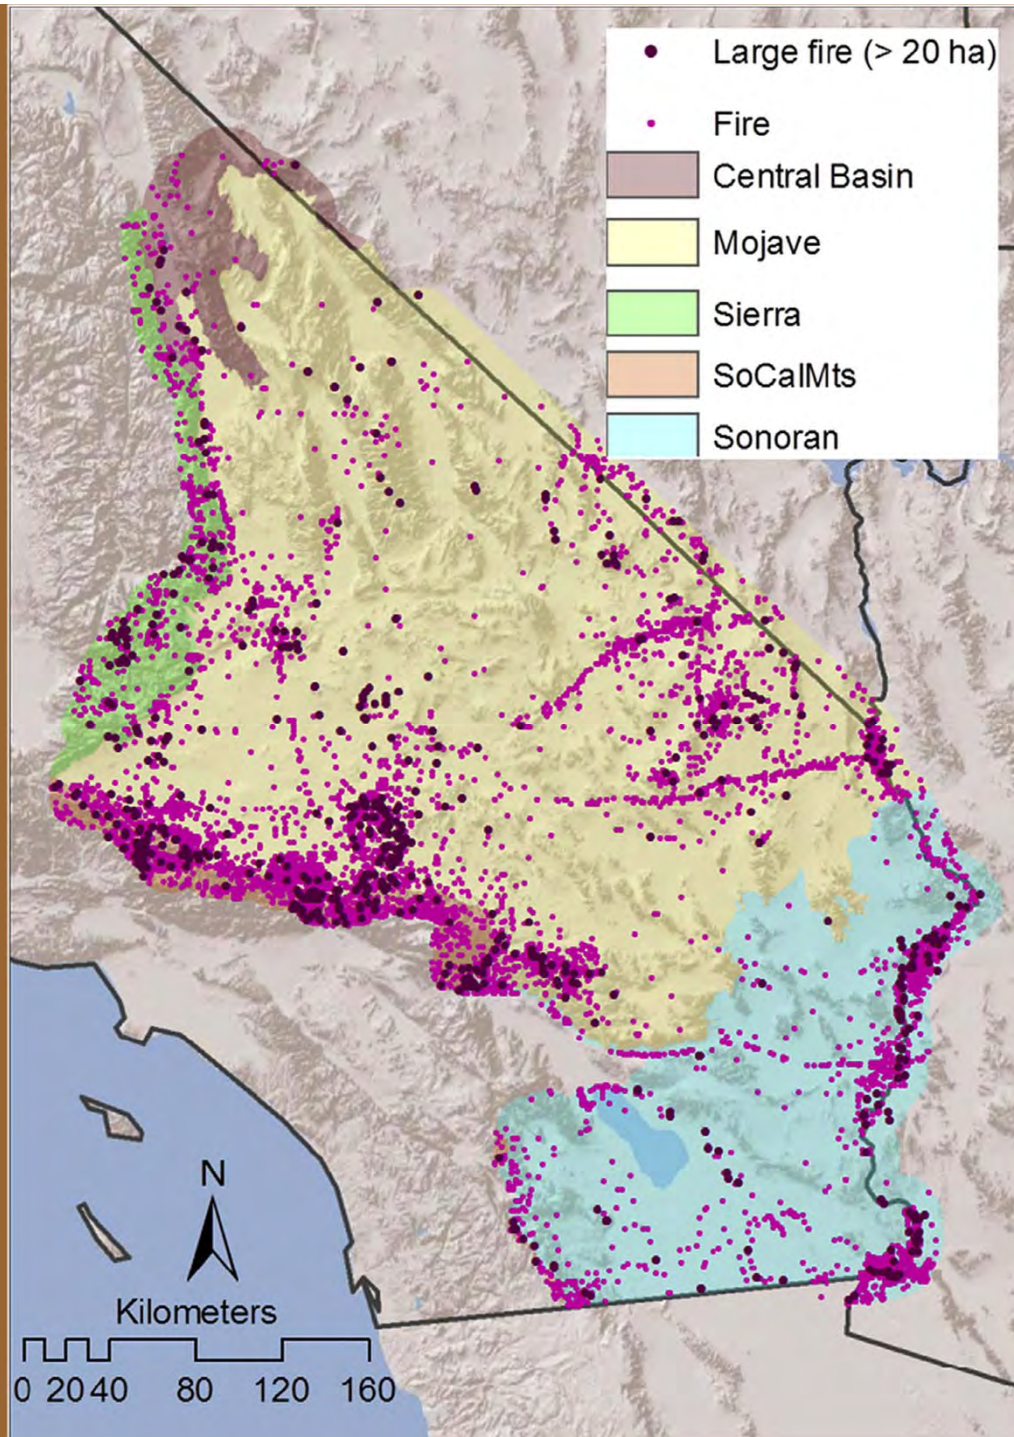 Large fire (> 20 ha)
Fire
Central Basin
Mojave
Sierra
SoCalMts
Sonoran
N
Kilometers
0 20 40 80 120 160